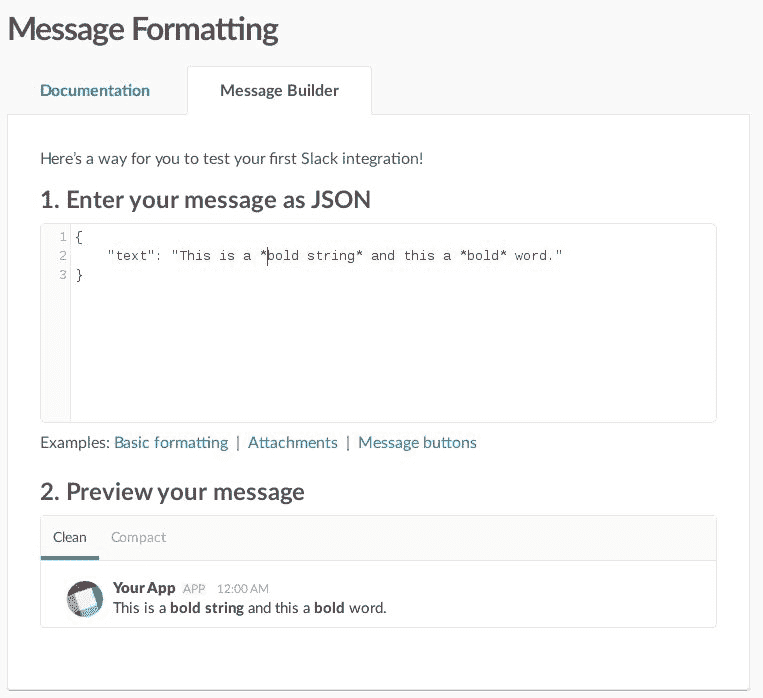 Message Formatting
Documentation
Message Builder
Here's a way for you to test your first Slack integration!
1. Enter your message as JSON
1 {
2 "text": "This is a *bold string* and this a *bold* word."
3 }
Examples: Basic formatting | Attachments | Message buttons
2. Preview your message
Clean Compact
Your App APP 12:00 AM
This is a bold string and this a bold word.